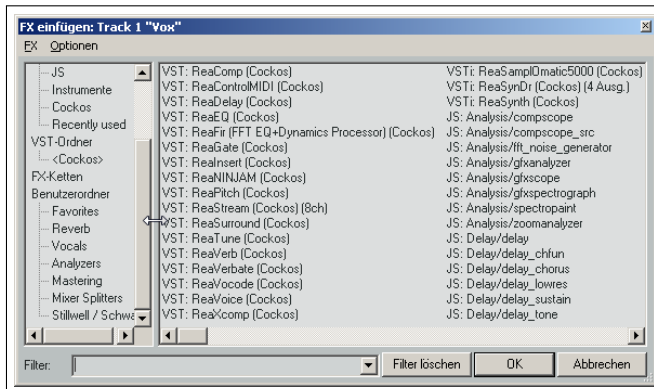 FX einfügen: Track 1 "Vox"
FX Optionen
JS
Instrumente
Cockos
Recently used
VST-Ordner
<Cockos>
FX-Ketten
Benutzerordner
Favorites
Reverb
Vocals
Analyzers
Mastering
Mixer Splitters
Stillwell / Schwa
VST: ReaComp (Cockos)
VST: ReaControlMIDI (Cockos)
VST: ReaDelay (Cockos)
VST: ReaEQ (Cockos)
VST: ReaFir (FFT EQ+Dynamics Processor) (Cockos)
VST: ReaGate (Cockos)
VST: ReaInsert (Cockos)
VST: ReaNINJAM (Cockos)
VST: ReaPitch (Cockos)
VST: ReaStream (Cockos) (8ch)
VST: ReaSurround (Cockos)
VST: ReaTune (Cockos)
VST: ReaVerb (Cockos)
VST: ReaVerbate (Cockos)
VST: ReaVocode (Cockos)
VST: ReaVoice (Cockos)
VST: ReaXcomp (Cockos)
VSTi: ReaSamplOmatic5000 (Cockos)
VSTi: ReaSynDr (Cockos) (4 Ausg.)
VSTi: ReaSynth (Cockos)
JS: Analysis/compscope
JS: Analysis/compscope_src
JS: Analysis/fft_noise_generator
JS: Analysis/gfxanalyzer
JS: Analysis/gfxscope
JS: Analysis/gfxspectrograph
JS: Analysis/spectropaint
JS: Analysis/zoomanalyzer
JS: Delay/delay
JS: Delay/delay_chfun
JS: Delay/delay_chorus
JS: Delay/delay_lowres
JS: Delay/delay_sustain
JS: Delay/delay_tone
Filter:
Filter löschen
OK
Abbrechen